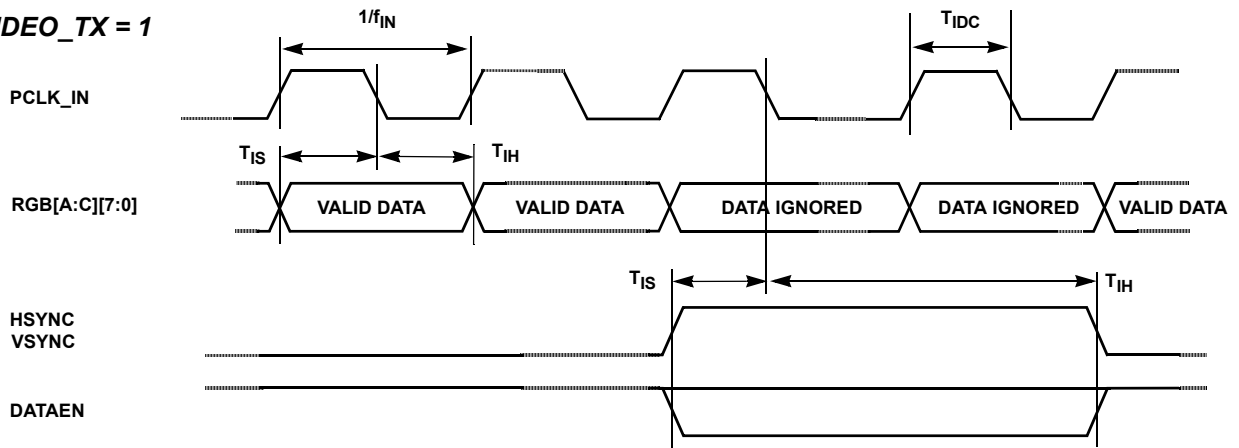 IDEO_TX = 1
1/fIN
TIDC
PCLK_IN
TIS
TIH
RGB[A:C][7:0]
VALID DATA
VALID DATA
DATA IGNORED
DATA IGNORED
VALID DATA
TIS
TIH
HSYNC
VSYNC
DATAEN